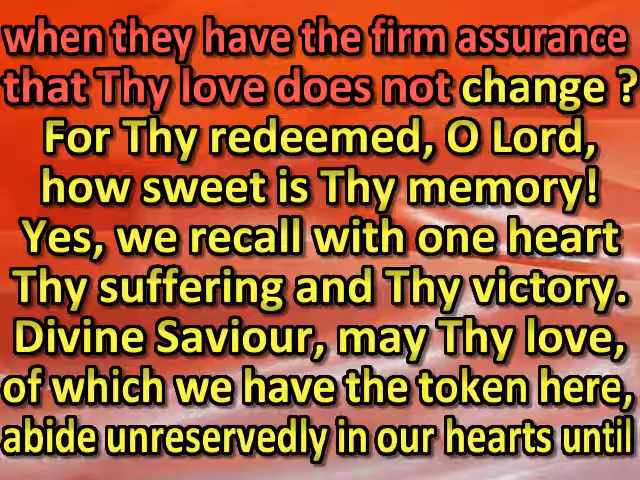 when they have the firm assurance
that Thy love does not change ?
For Thy redeemed, O Lord,
how sweet is Thy memory!
Yes, we recall with one heart
Thy suffering and Thy victory.
Divine Saviour, may Thy love,
of which we have the token here,
abide unreservedly in our hearts until